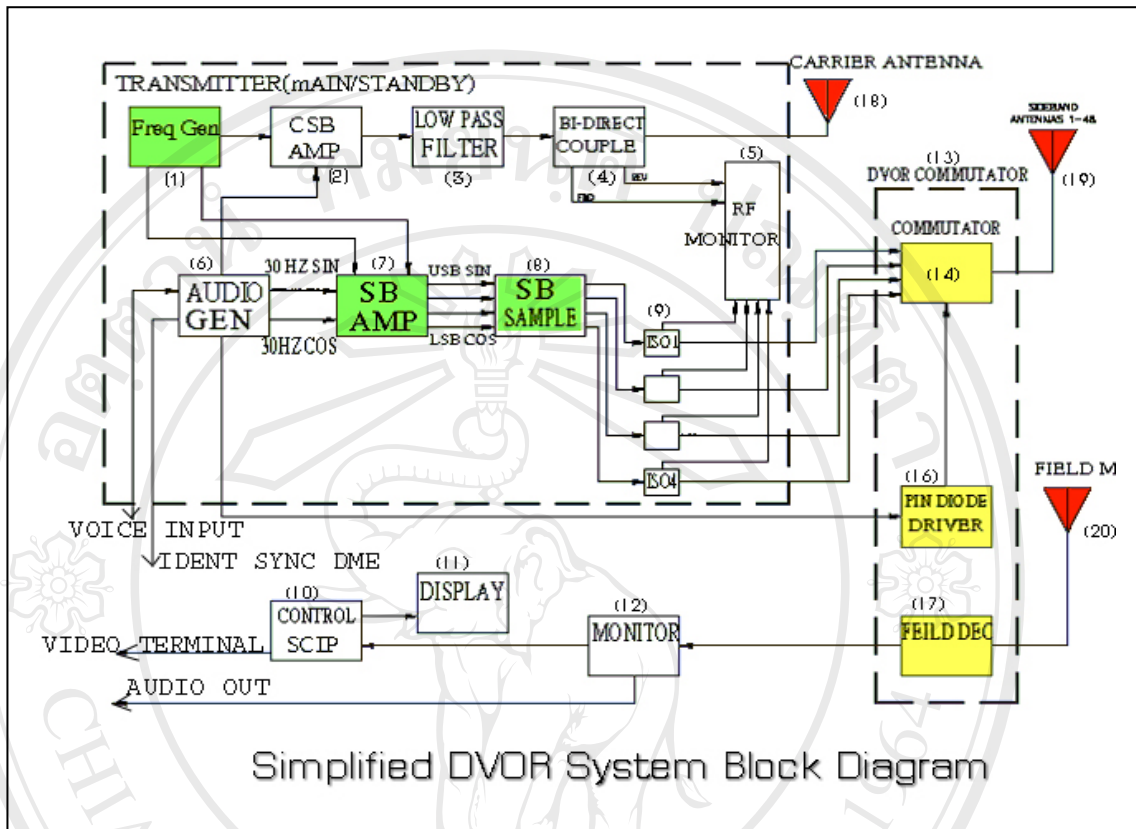 CARRIER ANTENNA
(18)
TRANSMITTER(mAIN/STANDBY)
SIDEBAND
ANTENNAS 1-48
(19)
Freq Gen
(1)
CSB
AMP
(2)
LOW PASS
FILTER
(3)
BI-DIRECT
COUPLE
(4)
REV
FWD
(5)
RF
MONITOR
(13)
DVOR COMMUTATOR
COMMUTATOR
(14)
(6)
AUDIO
GEN
30 HZ SIN
30HZ COS
(7)
SB
AMP
USB SIN
LSB COS
(8)
SB
SAMPLE
(9)
ISO1
ISO4
VOICE INPUT
IDENT SYNC DME
(16)
PIN DIODE
DRIVER
FIELD M
(20)
(10)
CONTROL
SCIP
(11)
DISPLAY
(12)
MONITOR
(17)
FEILD DEC
VIDEO TERMINAL
AUDIO OUT
Simplified DVOR System Block Diagram
1964